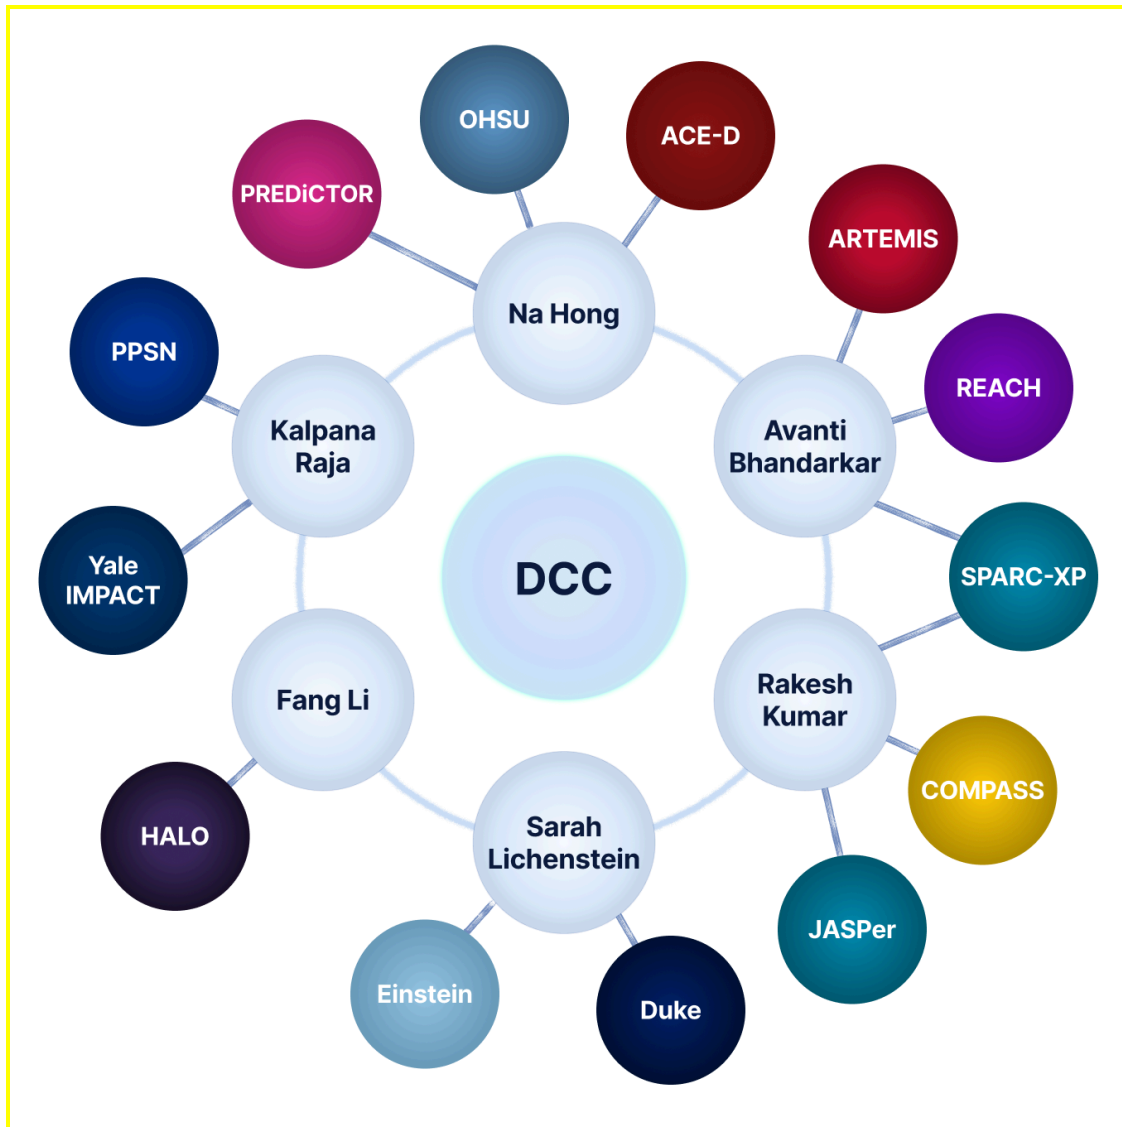 OHSU
ACE-D
PREDiCTOR
ARTEMIS
Na Hong
PPSN
REACH
Kalpana
Raja
Avanti
Bhandarkar
DCC
Yale
IMPACT
SPARC-XP
Fang Li
Rakesh
Kumar
COMPASS
HALO
Sarah
Lichenstein
JASPer
Einstein
Duke